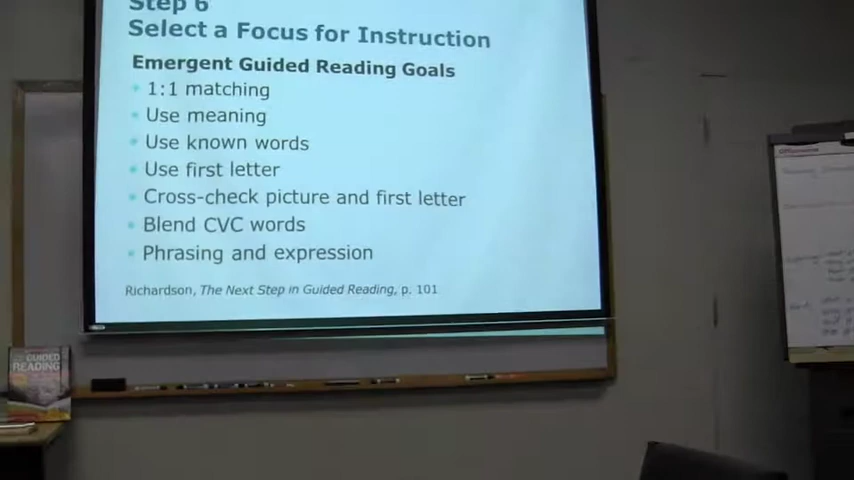 Step 6
Select a Focus for Instruction
Emergent Guided Reading Goals
1:1 matching
Use meaning
Use known words
Use first letter
Cross-check picture and first letter
Blend CVC words
Phrasing and expression
Richardson, The Next Step in Guided Reading, p. 101
GUIDED
READING